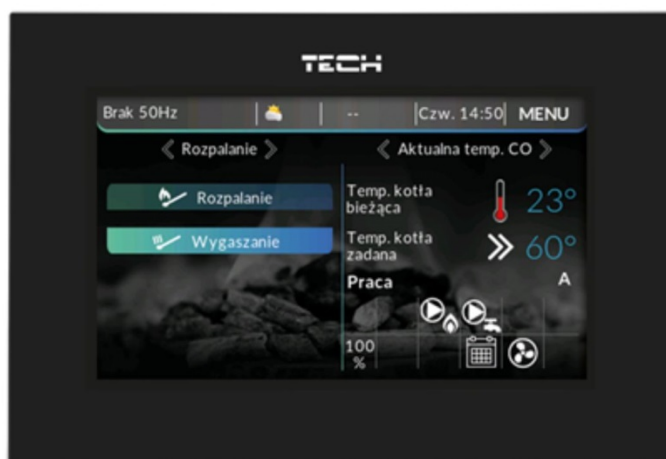 TECH
Brak 50Hz
--
Czw. 14:50
MENU
Rozpalanie
Aktualna temp. CO
Rozpalanie
Wygaszanie
Temp. kotła
bieżąca
23°
Temp. kotła
zadana
60°
Praca
A
100
%